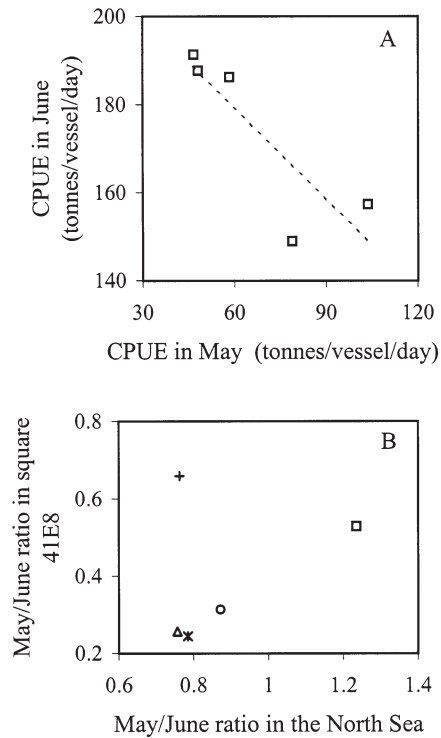 A
200
180
160
140
30
60
90
120
CPUE in June
(tonnes/vessel/day)
CPUE in May (tonnes/vessel/day)
B
0.8
0.6
0.4
0.2
0.6
0.8
1
1.2
1.4
May/June ratio in square
41E8
May/June ratio in the North Sea